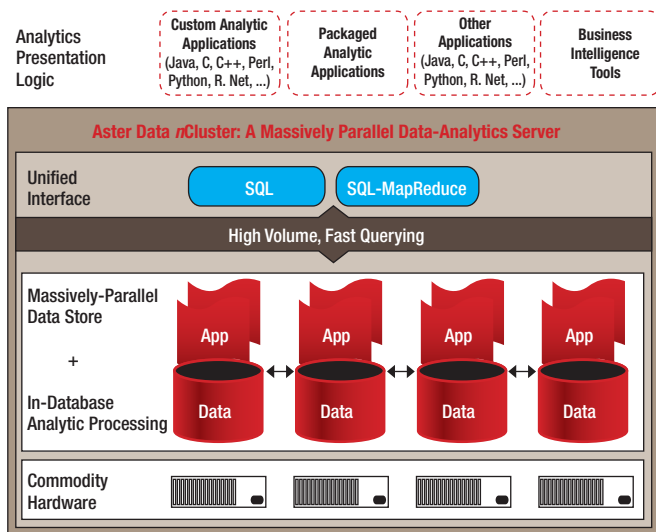 Analytics
Presentation
Logic
Custom Analytic
Applications
(Java, C, C++, Perl,
Python, R. Net, ...)
Packaged
Analytic
Applications
Other
Applications
(Java, C, C++, Perl,
Python, R. Net, ...)
Business
Intelligence
Tools
Aster Data nCluster: A Massively Parallel Data-Analytics Server
Unified
Interface
SQL
SQL-MapReduce
High Volume, Fast Querying
Massively-Parallel
Data Store
+
In-Database
Analytic Processing
App
App
App
App
Data
Data
Data
Data
Commodity
Hardware